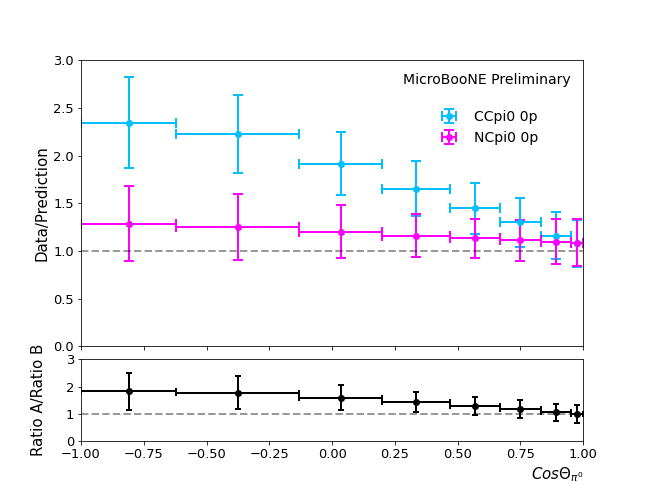 MicroBooNE Preliminary
CCpi0 0p
NCpi0 0p
Data/Prediction
3.0
2.5
2.0
1.5
1.0
0.5
0.0
Ratio A/Ratio B
3
2
1
0
−1.00 −0.75 −0.50 −0.25 0.00 0.25 0.50 0.75 1.00
CosΘπ⁰